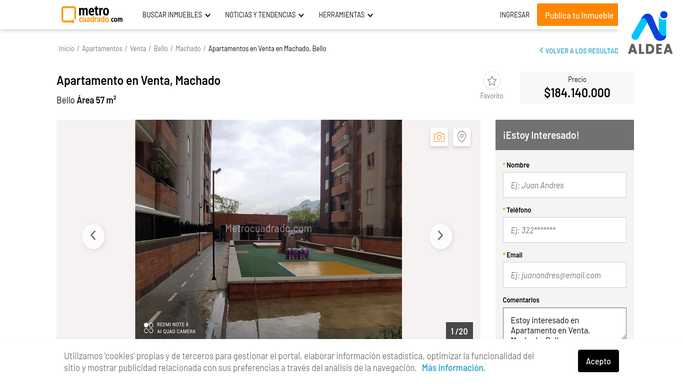 metro
cuadrado.com
BUSCAR INMUEBLES
NOTICIAS Y TENDENCIAS
HERRAMIENTAS
INGRESAR
Publica tu Inmueble
ALDEA
Inicio / Apartamentos / Venta / Bello / Machado / Apartamentos en Venta en Machado, Bello
VOLVER A LOS RESULTAD
Apartamento en Venta, Machado
Bello Área 57 m²
Favorito
Precio
$184.140.000
Metrocuadrado.com
REDMI NOTE 8
AI QUAD CAMERA
1 / 20
¡Estoy Interesado!
* Nombre
Ej: Juan Andres
* Teléfono
Ej: 322*******
* Email
Ej: juanandres@email.com
Comentarios
Estoy interesado en
Apartamento en Venta,
Utilizamos 'cookies' propias y de terceros para gestionar el portal, elaborar información estadística, optimizar la funcionalidad del
sitio y mostrar publicidad relacionada con sus preferencias a través del análisis de la navegación. Más información.
Acepto